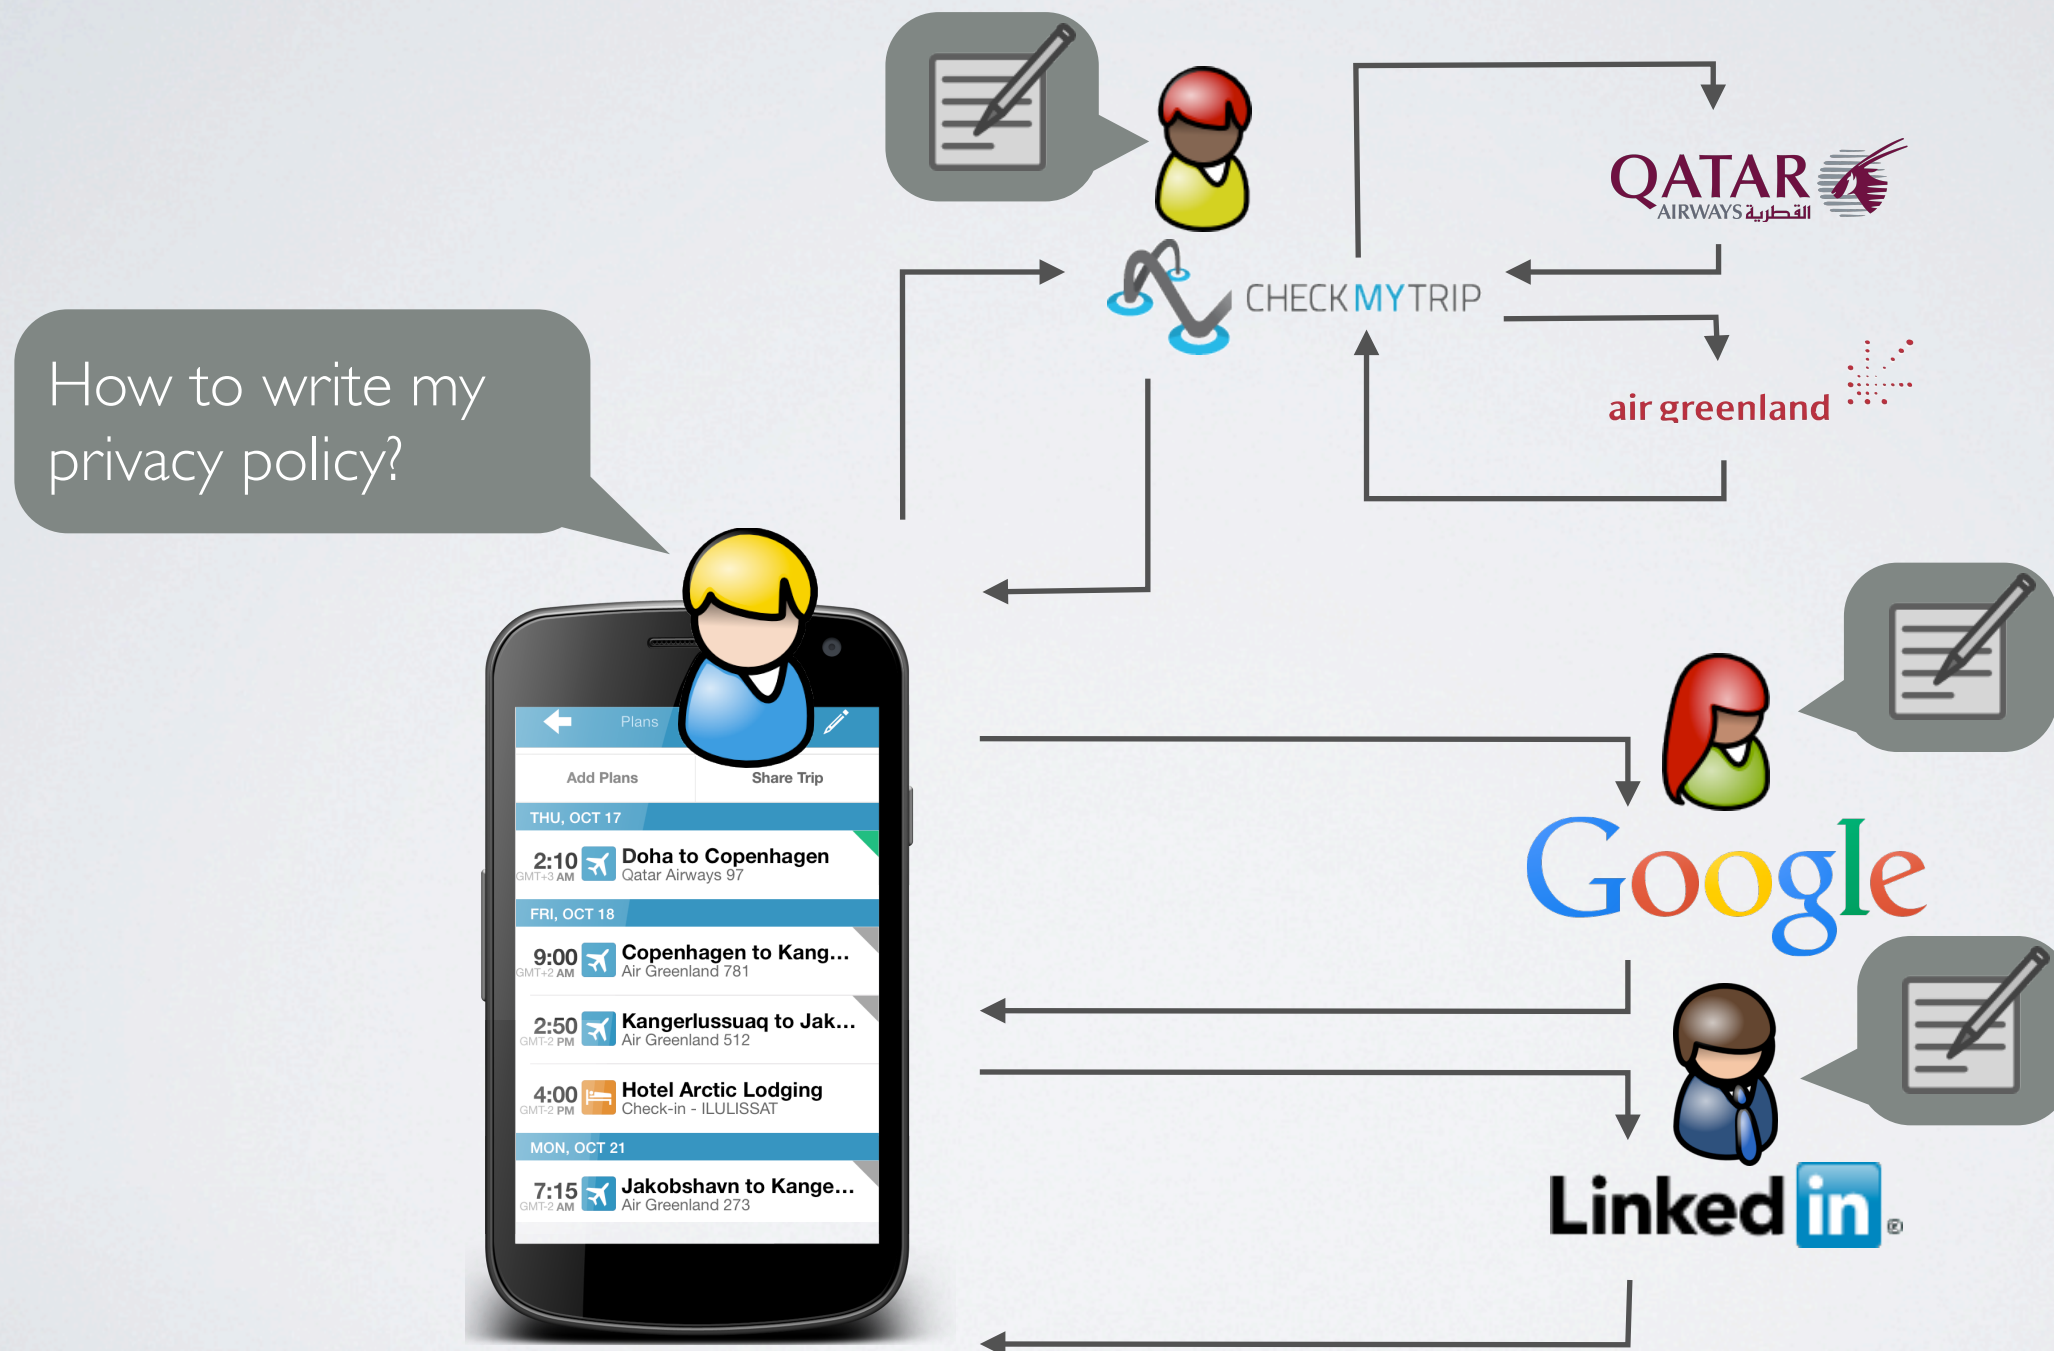 QATAR
AIRWAYS القطرية
CHECKMYTRIP
air greenland
How to write my
privacy policy?
Plans
Add Plans
Share Trip
THU, OCT 17
2:10
GMT+3 AM
Doha to Copenhagen
Qatar Airways 97
FRI, OCT 18
9:00
GMT+2 AM
Copenhagen to Kang...
Air Greenland 781
2:50
GMT-2 PM
Kangerlussuaq to Jak...
Air Greenland 512
4:00
GMT-2 PM
Hotel Arctic Lodging
Check-in - ILULISSAT
MON, OCT 21
7:15
GMT-2 AM
Jakobshavn to Kange...
Air Greenland 273
Google
Linked in ®